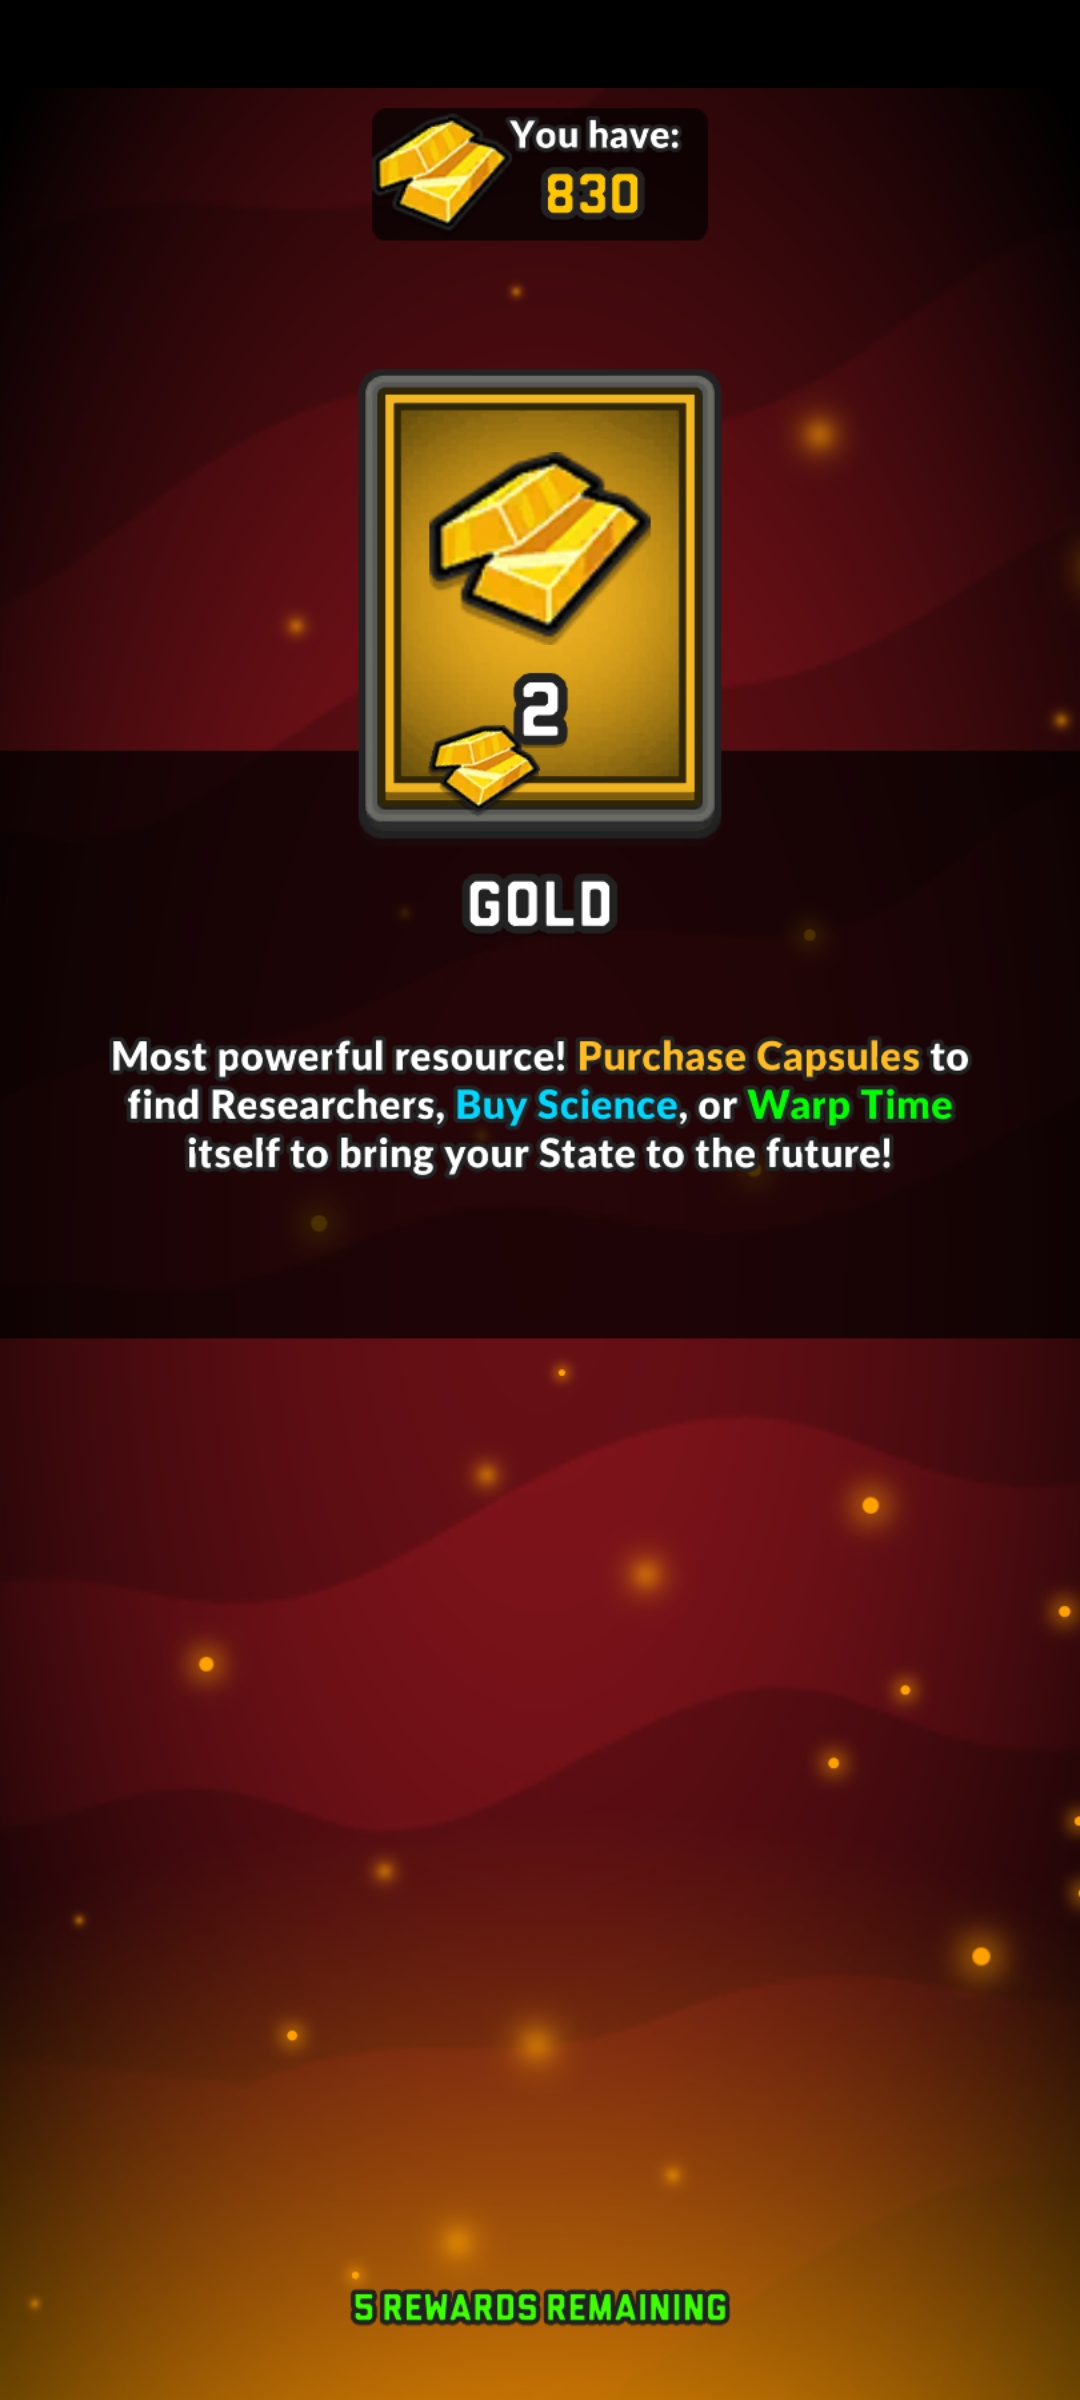 You have:
830
2
GOLD
Most powerful resource! Purchase Capsules to
find Researchers, Buy Science, or Warp Time
itself to bring your State to the future!
5 REWARDS REMAINING